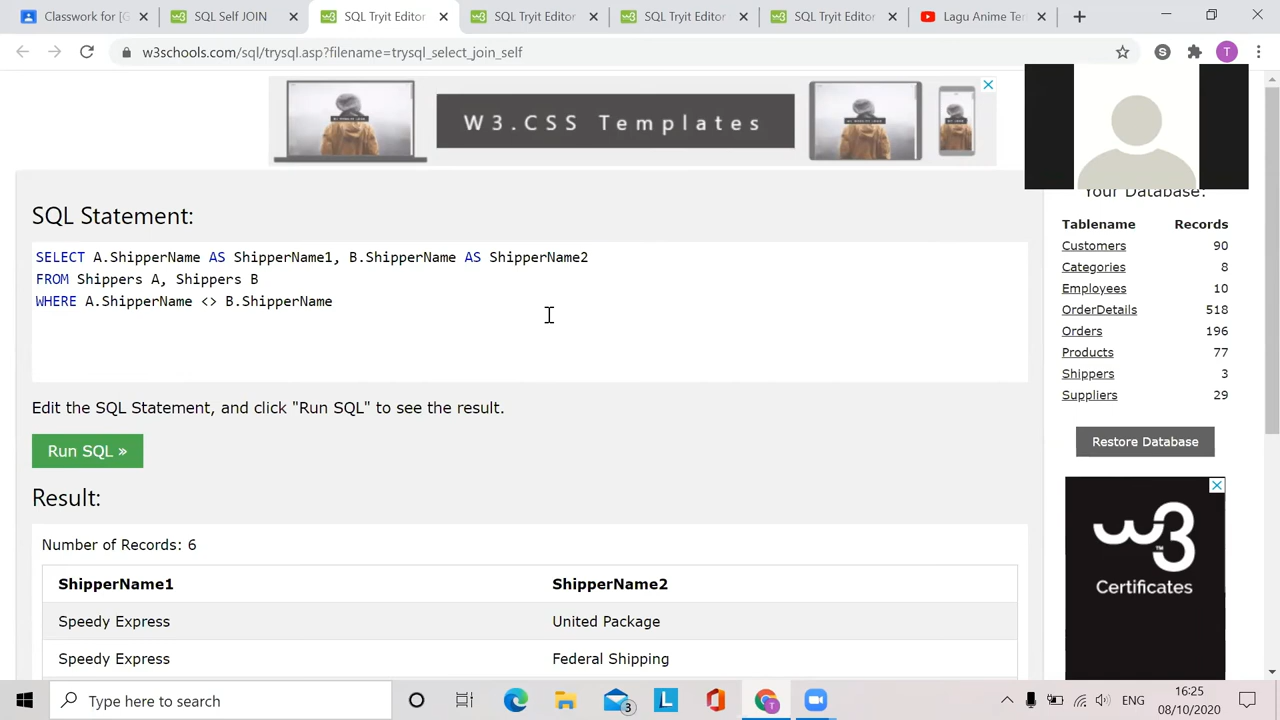 Classes for [G
SQL Self JOIN
SQL Tryit Editor
SQL Tryit Editor
SQL Tryit Editor
SQL Tryit Editor
Lagu Anime Ter
w3schools.com/sql/trysql.asp?filename=trysql_select_join_self
S
T
W3.CSS Templates
SQL Statement:
SELECT A.ShipperName AS ShipperName1, B.ShipperName AS ShipperName2
FROM Shippers A, Shippers B
WHERE A.ShipperName <> B.ShipperName
Edit the SQL Statement, and click "Run SQL" to see the result.
Run SQL »
Result:
Number of Records: 6
ShipperName1 ShipperName2
Speedy Express United Package
Speedy Express Federal Shipping
Your Database:
Tablename Records
Customers 90
Categories 8
Employees 10
OrderDetails 518
Orders 196
Products 77
Shippers 3
Suppliers 29
Restore Database
w3
TM
Certificates
Type here to search
3
L
T
ENG
16:25
08/10/2020